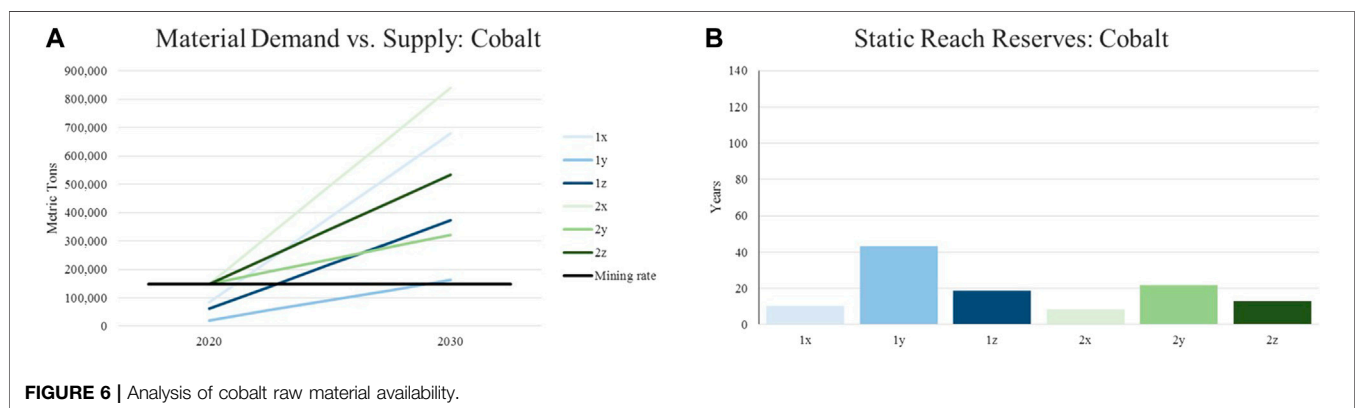 A
Material Demand vs. Supply: Cobalt
900,000
800,000
700,000
600,000
500,000
400,000
300,000
200,000
100,000
0
Metric Tons
2020
2030
1x
1y
1z
2x
2y
2z
Mining rate
B
Static Reach Reserves: Cobalt
140
120
100
80
60
40
20
0
Years
1x
1y
1z
2x
2y
2z
FIGURE 6 | Analysis of cobalt raw material availability.